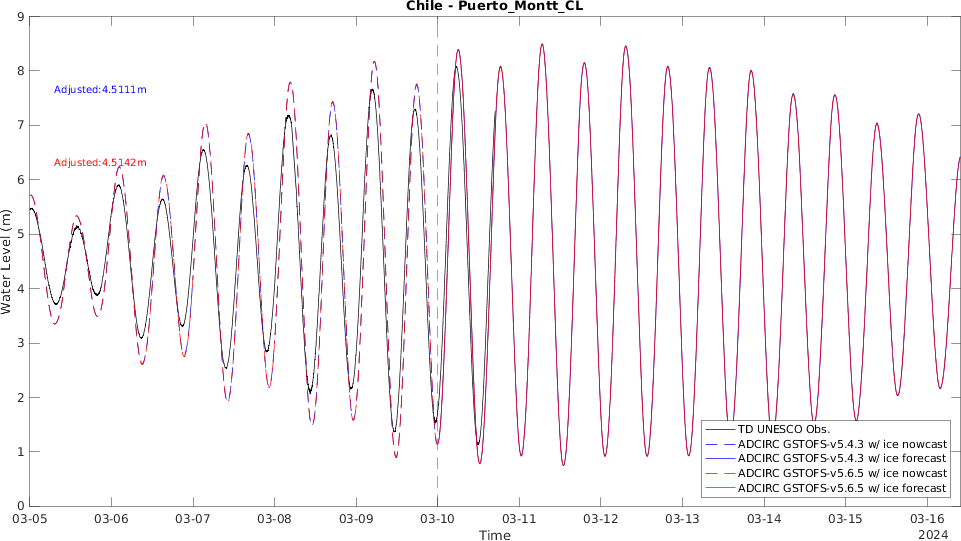 Chile - Puerto_Montt_CL
9
8
7
6
5
4
3
2
1
0
Water Level (m)
Adjusted:4.5111m
Adjusted:4.5142m
TD UNESCO Obs.
ADCIRC GSTOFS-v5.4.3 w/ ice nowcast
ADCIRC GSTOFS-v5.4.3 w/ ice forecast
ADCIRC GSTOFS-v5.6.5 w/ ice nowcast
ADCIRC GSTOFS-v5.6.5 w/ ice forecast
03-05 03-06 03-07 03-08 03-09 03-10 03-11 03-12 03-13 03-14 03-15 03-16
Time
2024